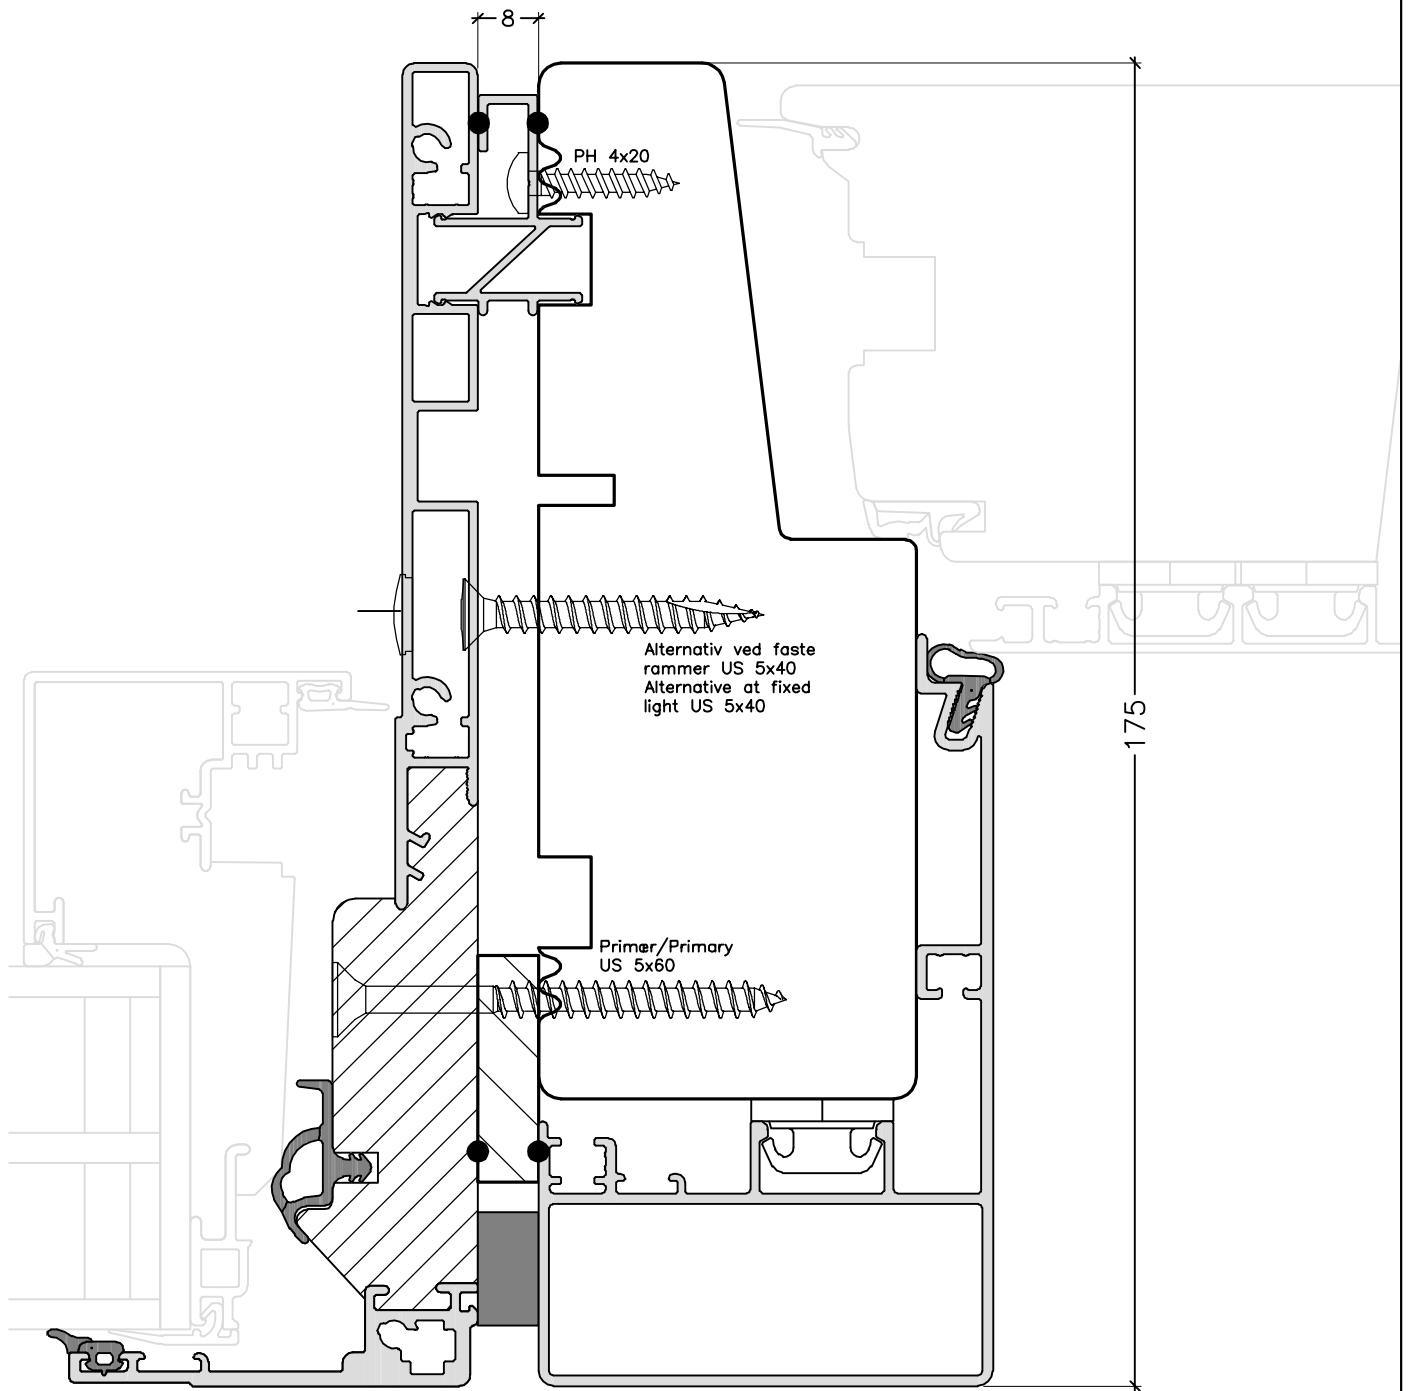 8
PH 4x20
Alternativ ved faste
rammer US 5x40
Alternative at fixed
light US 5x40
175
Primær/Primary
US 5x60